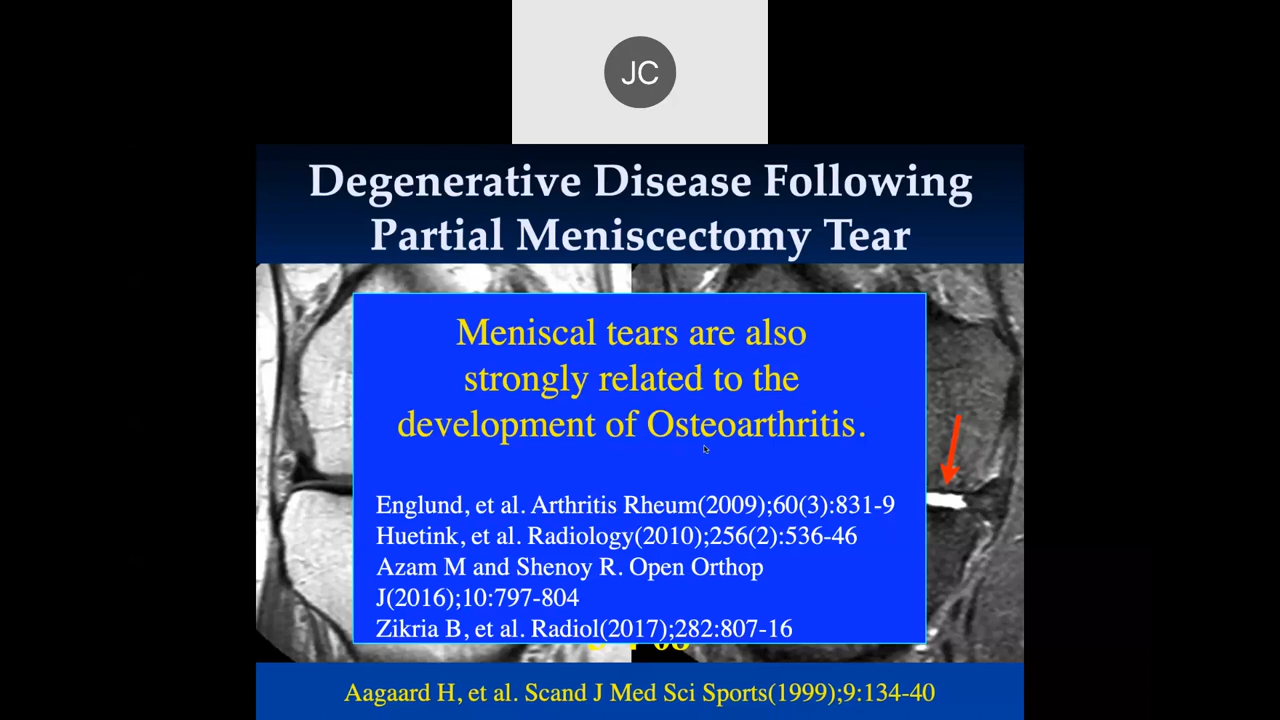 JC
Degenerative Disease Following
Partial Meniscectomy Tear
Meniscal tears are also
strongly related to the
development of Osteoarthritis.
Englund, et al. Arthritis Rheum(2009);60(3):831-9
Huetink, et al. Radiology(2010);256(2):536-46
Azam M and Shenoy R. Open Orthop
J(2016);10:797-804
Zikria B, et al. Radiol(2017);282:807-16
Aagaard H, et al. Scand J Med Sci Sports(1999);9:134-40